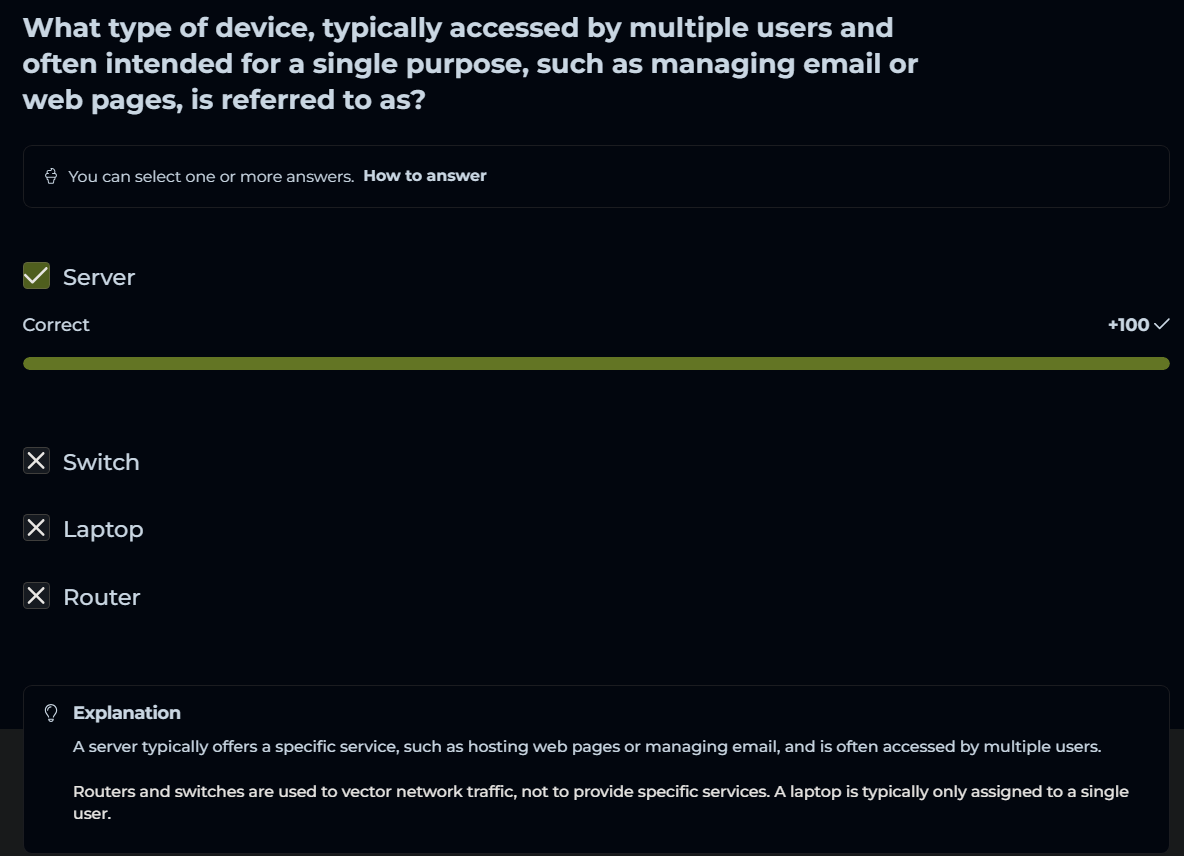 What type of device, typically accessed by multiple users and
often intended for a single purpose, such as managing email or
web pages, is referred to as?
You can select one or more answers. How to answer
Server
Correct
+100
Switch
Laptop
Router
Explanation
A server typically offers a specific service, such as hosting web pages or managing email, and is often accessed by multiple users.
Routers and switches are used to vector network traffic, not to provide specific services. A laptop is typically only assigned to a single
user.